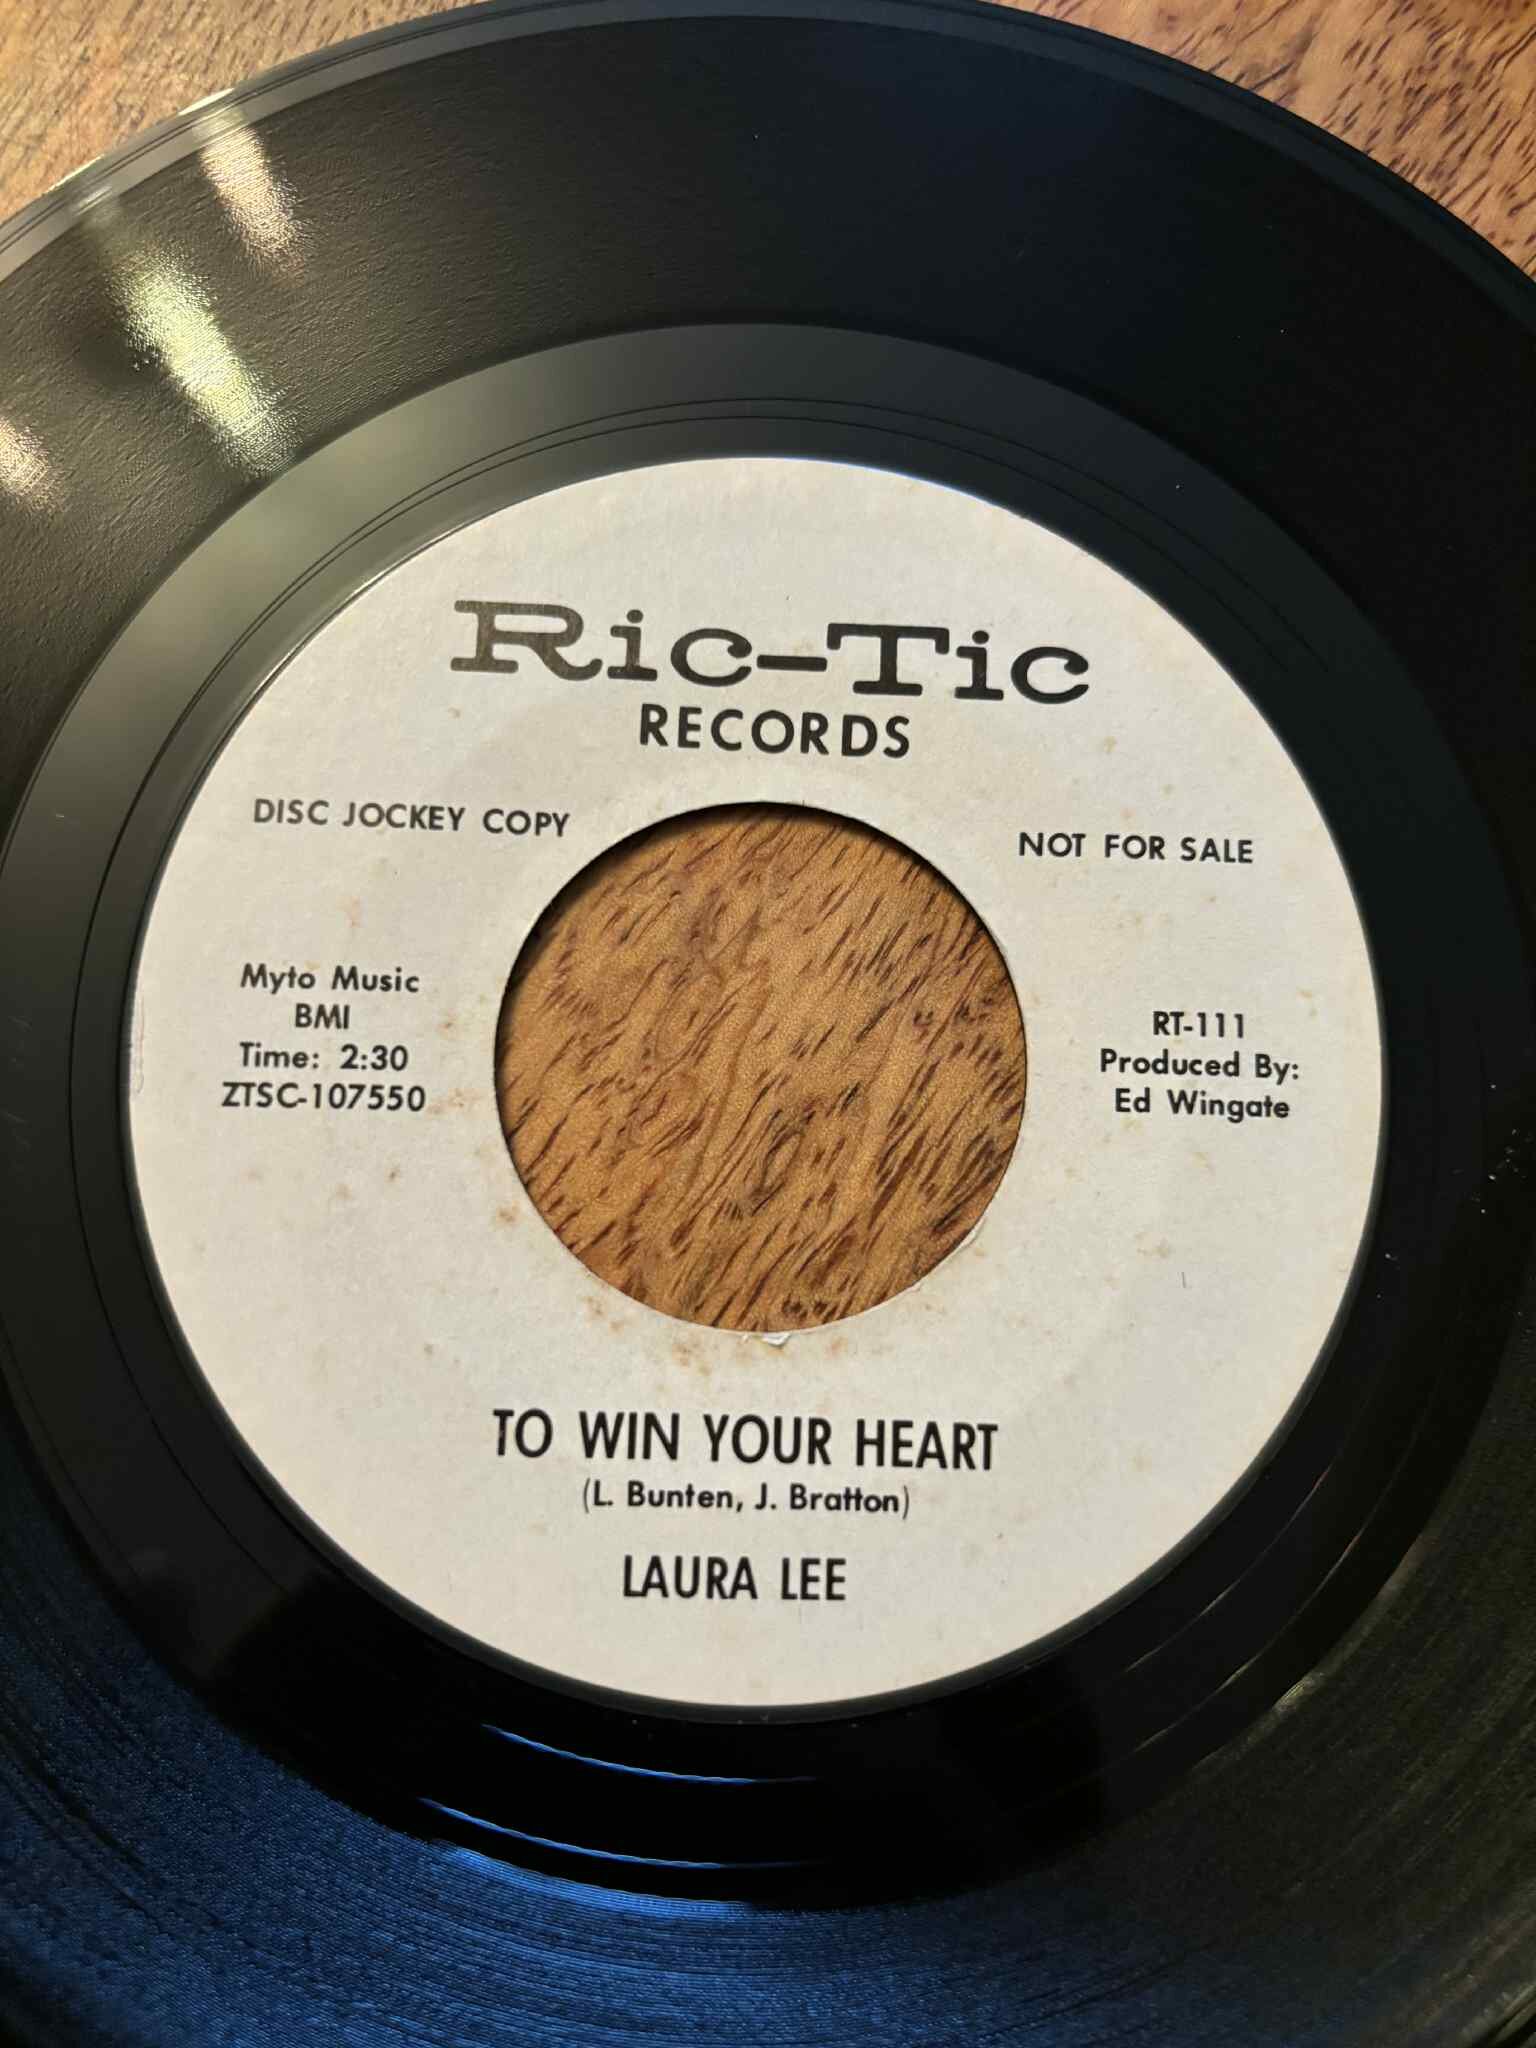 Ric-Tic
RECORDS
DISC JOCKEY COPY
NOT FOR SALE
Myto Music
BMI
Time: 2:30
ZTSC-107550
RT-111
Produced By:
Ed Wingate
TO WIN YOUR HEART
(L. Bunten, J. Bratton)
LAURA LEE